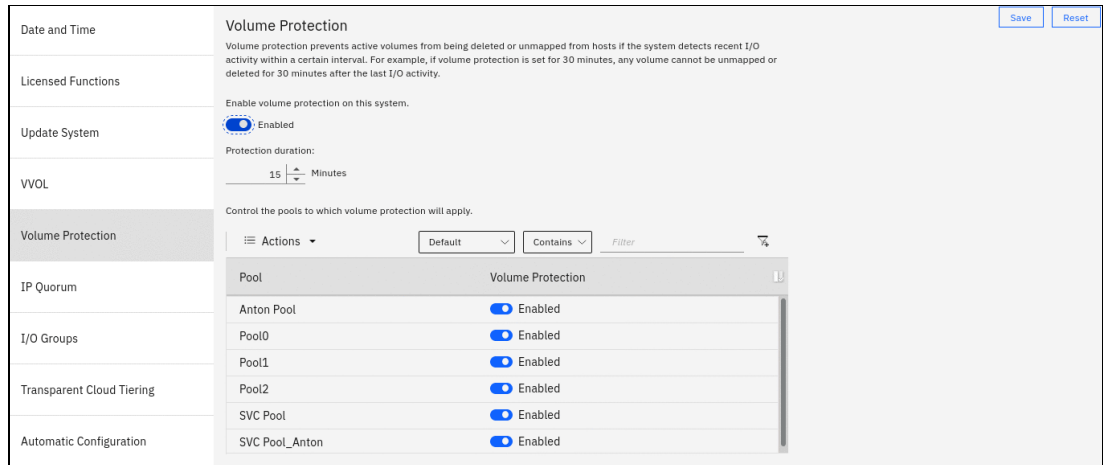 Date and Time
Licensed Functions
Update System
VVOL
Volume Protection
IP Quorum
I/O Groups
Transparent Cloud Tiering
Automatic Configuration
Save
Reset
Volume Protection
Volume protection prevents active volumes from being deleted or unmapped from hosts if the system detects recent I/O
activity within a certain interval. For example, if volume protection is set for 30 minutes, any volume cannot be unmapped or
deleted for 30 minutes after the last I/O activity.
Enable volume protection on this system.
Enabled
Protection duration:
15 Minutes
Control the pools to which volume protection will apply.
Actions Default Contains Filter
Pool Volume Protection
Anton Pool Enabled
Pool0 Enabled
Pool1 Enabled
Pool2 Enabled
SVC Pool Enabled
SVC Pool_Anton Enabled